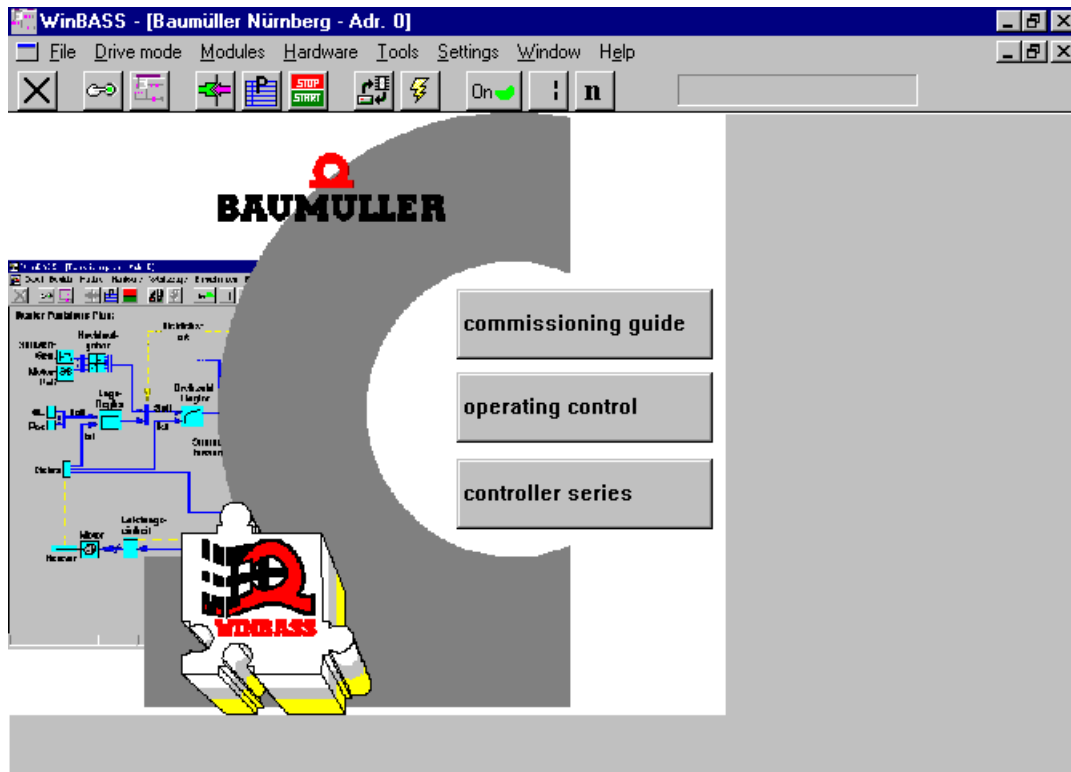 WinBASS - [Baumüller Nürnberg - Adr. 0]
File Drive mode Modules Hardware Tools Settings Window Help
P STOP START On n
BAUMÜLLER
commissioning guide
operating control
controller series
Motor
WINBASS